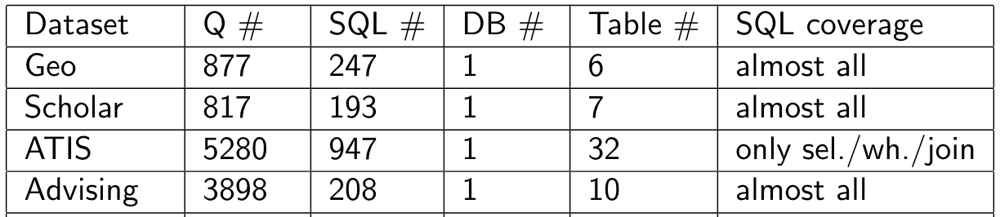 Dataset Q # SQL # DB # Table # SQL coverage
Geo 877 247 1 6 almost all
Scholar 817 193 1 7 almost all
ATIS 5280 947 1 32 only sel./wh./join
Advising 3898 208 1 10 almost all